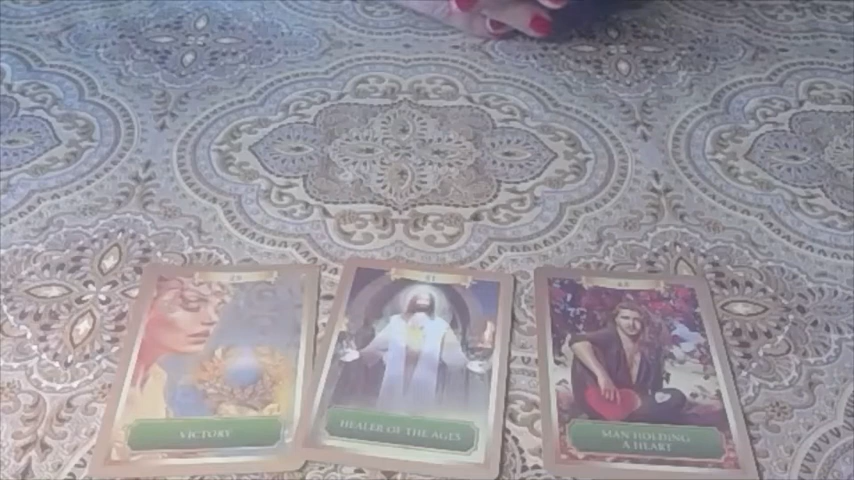 VICTORY
HEALER OF THE AGES
MAN HOLDING
A HEART